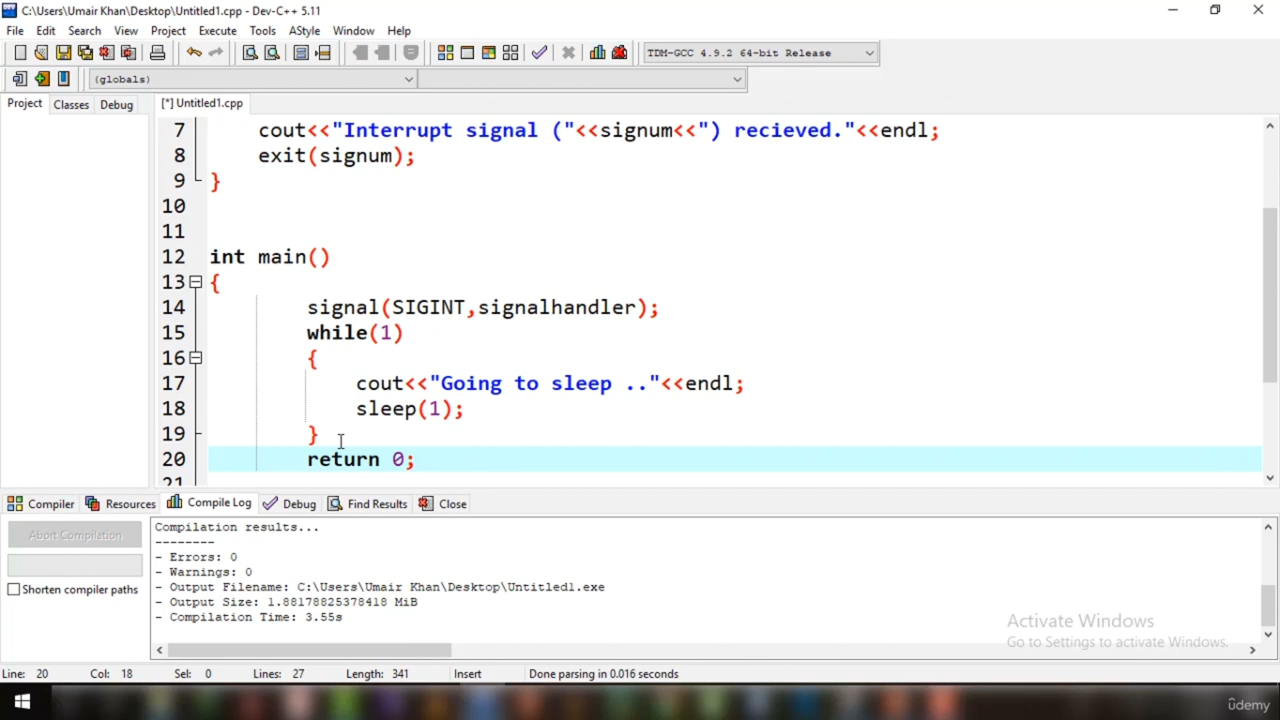 C:\Users\Umair Khan\Desktop\Untitled1.cpp - Dev-C++ 5.11
File Edit Search View Project Execute Tools AStyle Window Help
TDM-GCC 4.9.2 64-bit Release
(globals)
Project Classes Debug [*] Untitled1.cpp
7 cout<<"Interrupt signal ("<<signum<<") recieved."<<endl;
8 exit(signum);
9 }
10
11
12 int main()
13 {
14 signal(SIGINT,signalhandler);
15 while(1)
16 {
17 cout<<"Going to sleep .."<<endl;
18 sleep(1);
19 }
20 return 0;
21
Compiler Resources Compile Log Debug Find Results Close
Abort Compilation
Shorten compiler paths
Compilation results...
--------
- Errors: 0
- Warnings: 0
- Output Filename: C:\Users\Umair Khan\Desktop\Untitled1.exe
- Output Size: 1.88178825378418 MiB
- Compilation Time: 3.55s
Activate Windows
Go to Settings to activate Windows.
Line: 20 Col: 18 Sel: 0 Lines: 27 Length: 341 Insert Done parsing in 0.016 seconds
ûdemy